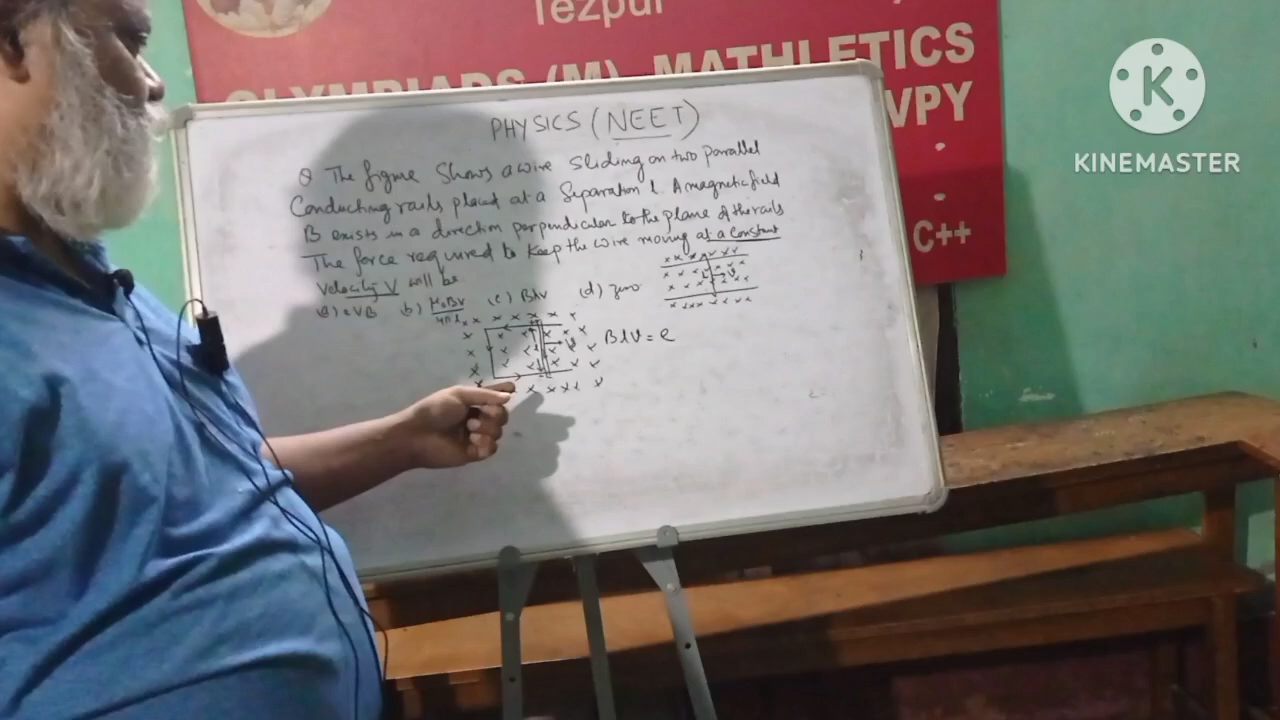 Tezpur
OLYMPIADS (M), MATHLETICS
VPY
C++
K
KINEMASTER
PHYSICS (NEET)
Q The figure shows a wire sliding on two parallel
Conducting rails placed at a Separation l. A magnetic field
B exists in a direction perpendicular to the plane of the rails
The force required to keep the wire moving at a constant
Velocity V will be
(a) evB (b) μ₀Bv/4πl (c) Blv (d) zero
Blv = e